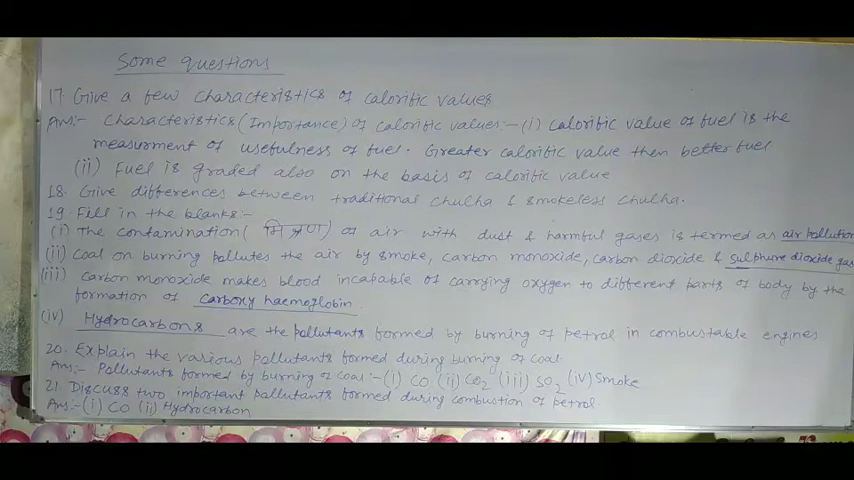 Some questions
17. Give a few characteristics of calorific values
Ans:- Characteristics (Importance) of calorific values:- (i) Calorific value of fuel is the
measurment of usefulness of fuel. Greater calorific value then better fuel
(ii) Fuel is graded also on the basis of calorific value
18. Give differences between traditional chulha & smokeless chulha.
19. Fill in the blanks:-
(i) The contamination (मिश्रण) of air with dust & harmful gases is termed as air pollution
(ii) Coal on burning pollutes the air by smoke, carbon monoxide, carbon dioxide & sulphure dioxide gas
(iii) Carbon monoxide makes blood incapable of carrying oxygen to different parts of body by the
formation of carboxy haemoglobin
(iv) Hydrocarbons are the pollutants formed by burning of petrol in combustable engines
20. Explain the various pollutants formed during burning of coal.
Ans:- Pollutants formed by burning of coal:- (i) CO (ii) CO2 (iii) SO2 (iv) Smoke
21. Discuss two important pollutants formed during combustion of petrol
Ans:- (i) CO (ii) Hydrocarbon